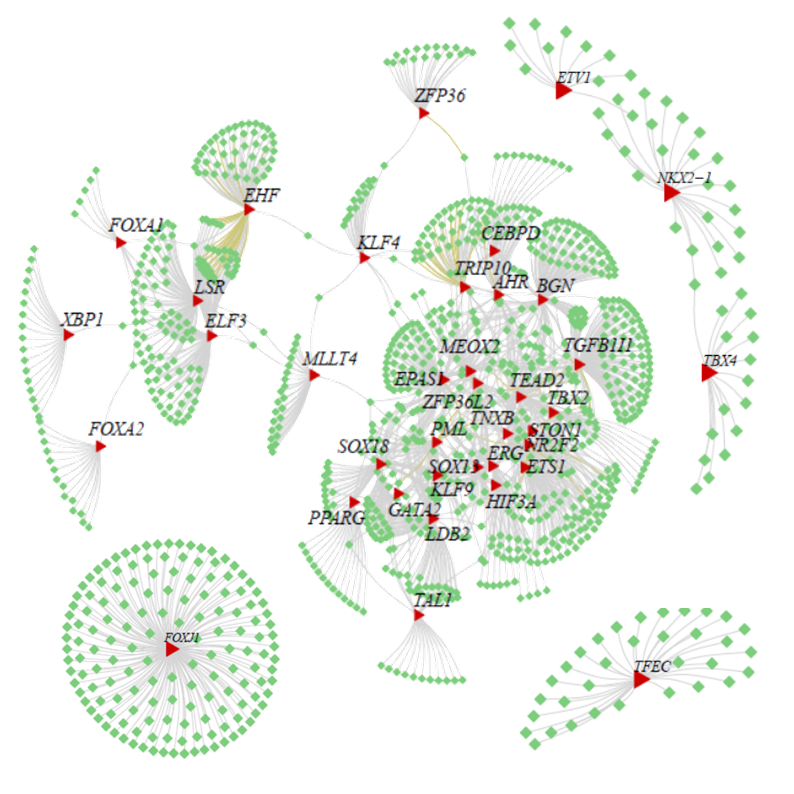 ETV1
ZFP36
NKX2−1
EHF
FOXA1
CEBPD
KLF4
TRIP10
AHR
BGN
LSR
XBP1
ELF3
MEOX2
TGFB1I1
MLLT4
TBX4
EPAS1
TEAD2
ZFP36L2
TBX2
TNXB
FOXA2
PML
STON1
SOX18
NR2F2
ERG
SOX13
ETS1
KLF9
HIF3A
GATA2
PPARG
LDB2
TAL1
FOXJ1
TFEC